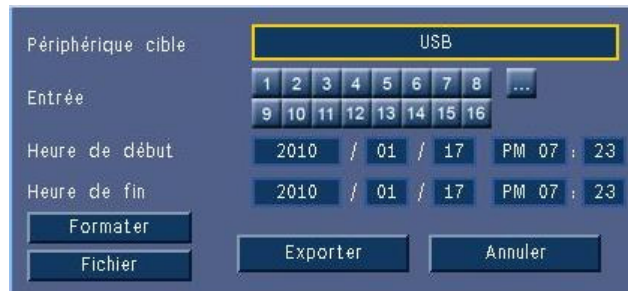 Périphérique cible USB
Entrée
1 2 3 4 5 6 7 8 ...
9 10 11 12 13 14 15 16
Heure de début 2010 / 01 / 17 PM 07 : 23
Heure de fin 2010 / 01 / 17 PM 07 : 23
Formater
Fichier
Exporter Annuler